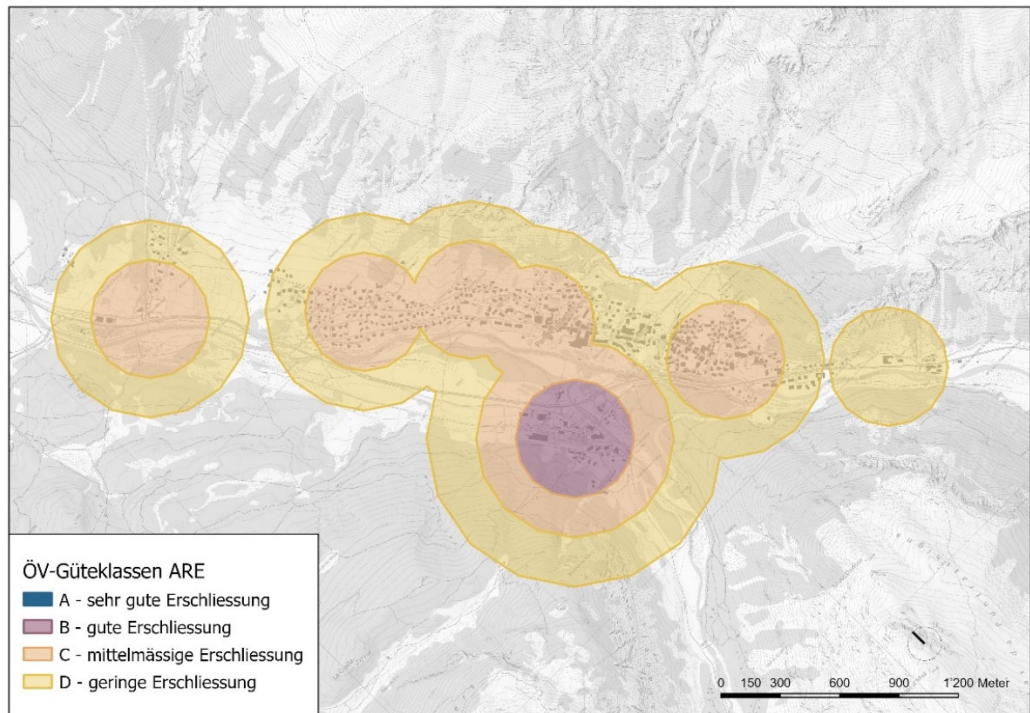 ÖV-Güteklassen ARE
A - sehr gute Erschliessung
B - gute Erschliessung
C - mittelmässige Erschliessung
D - geringe Erschliessung
0 150 300 600 900 1'200 Meter